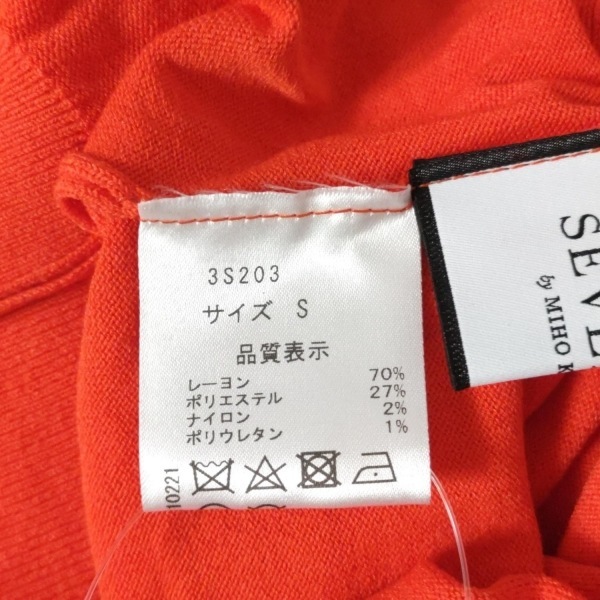 3S203
サイズ S
品質表示
レーヨン 70%
ポリエステル 27%
ナイロン 2%
ポリウレタン 1%
10221
by MIHO